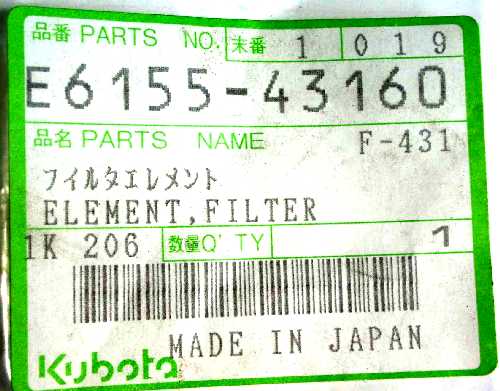 品番 PARTS NO. 末番 1 019
E6155-43160
品名 PARTS NAME F-431
フイルタエレメント
ELEMENT,FILTER
1K 206 数量Q'TY 1
MADE IN JAPAN
Kubota